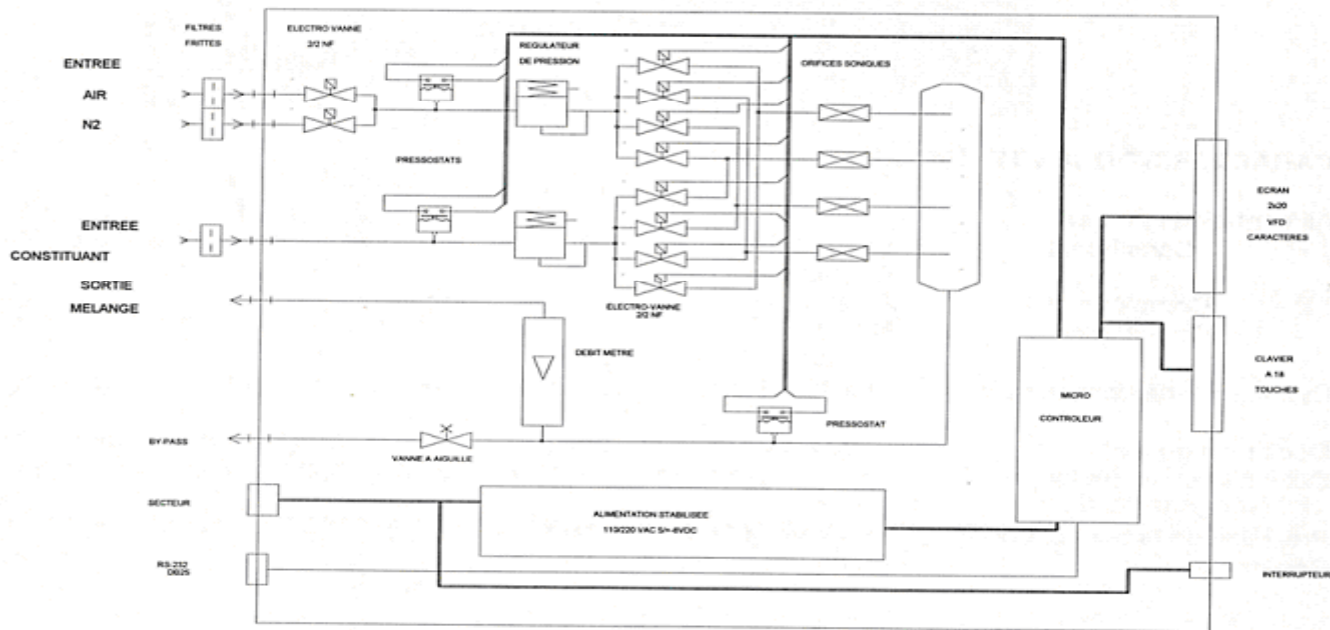 FILTRES
FRITTES
ELECTRO-VANNE
2/2 NF
REGULATEUR
DE PRESSION
ORIFICES SONIQUES
ENTREE
AIR
N2
PRESSOSTATS
ENTREE
CONSTITUANT
SORTIE
MELANGE
ELECTRO-VANNE
2/2 NF
DEBIT METRE
ECRAN
2x20
VFD
CARACTERES
CLAVIER
A 18
TOUCHES
MICRO
CONTROLEUR
PRESSOSTAT
BY-PASS
VANNE A AIGUILLE
SECTEUR
ALIMENTATION STABILISEE
110/220 VAC 5/+-6VDC
RS-232
DB25
INTERRUPTEUR